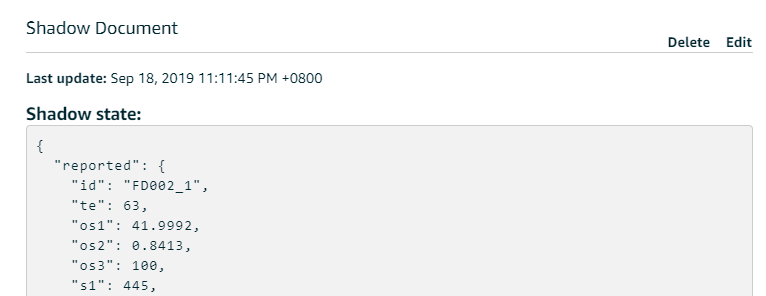 Shadow Document
Delete Edit
Last update: Sep 18, 2019 11:11:45 PM +0800
Shadow state:
{
"reported": {
"id": "FD002_1",
"te": 63,
"os1": 41.9992,
"os2": 0.8413,
"os3": 100,
"s1": 445,